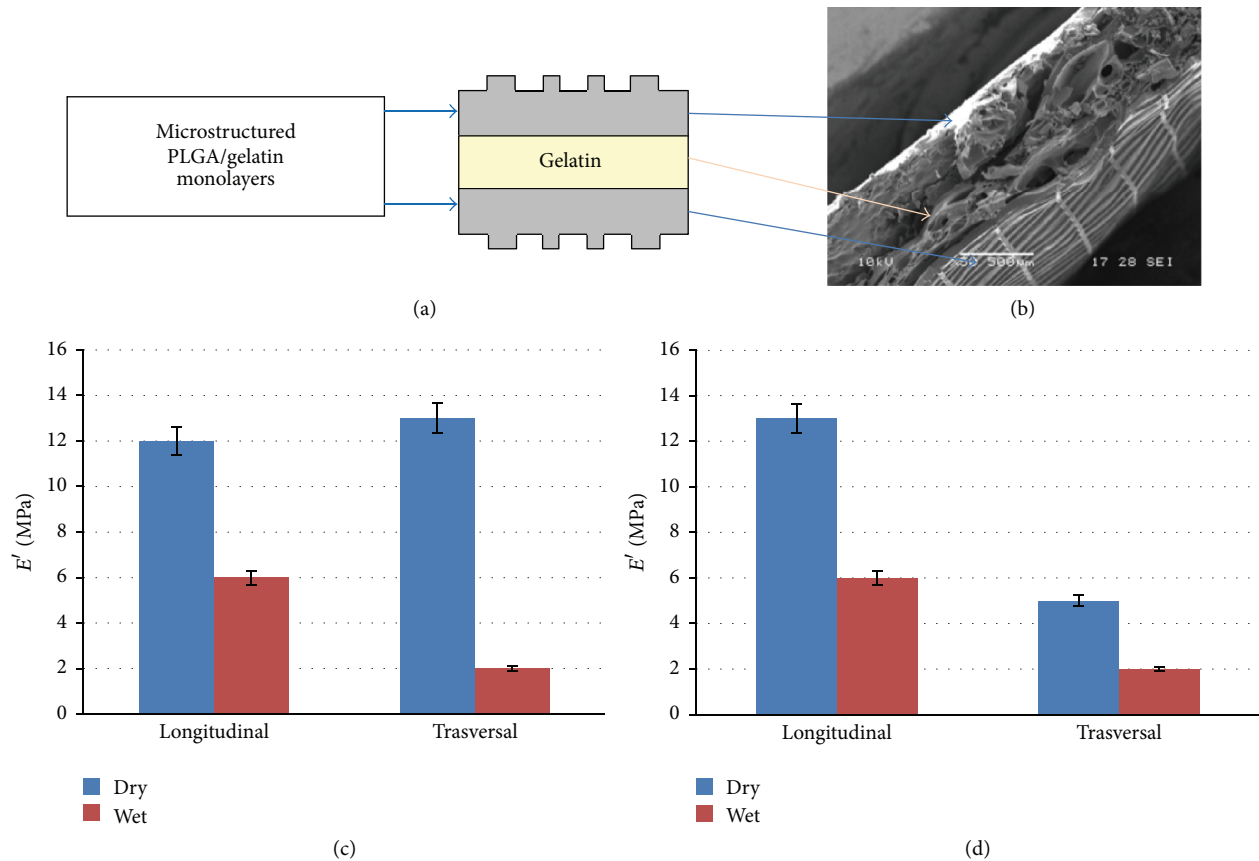 Microstructured
PLGA/gelatin
monolayers
Gelatin
10kV X50 500μm 17 28 SEI
(a)
(b)
16
14
12
10
8
6
4
2
0
E′ (MPa)
Longitudinal
Trasversal
Dry
Wet
(c)
16
14
12
10
8
6
4
2
0
E′ (MPa)
Longitudinal
Trasversal
Dry
Wet
(d)